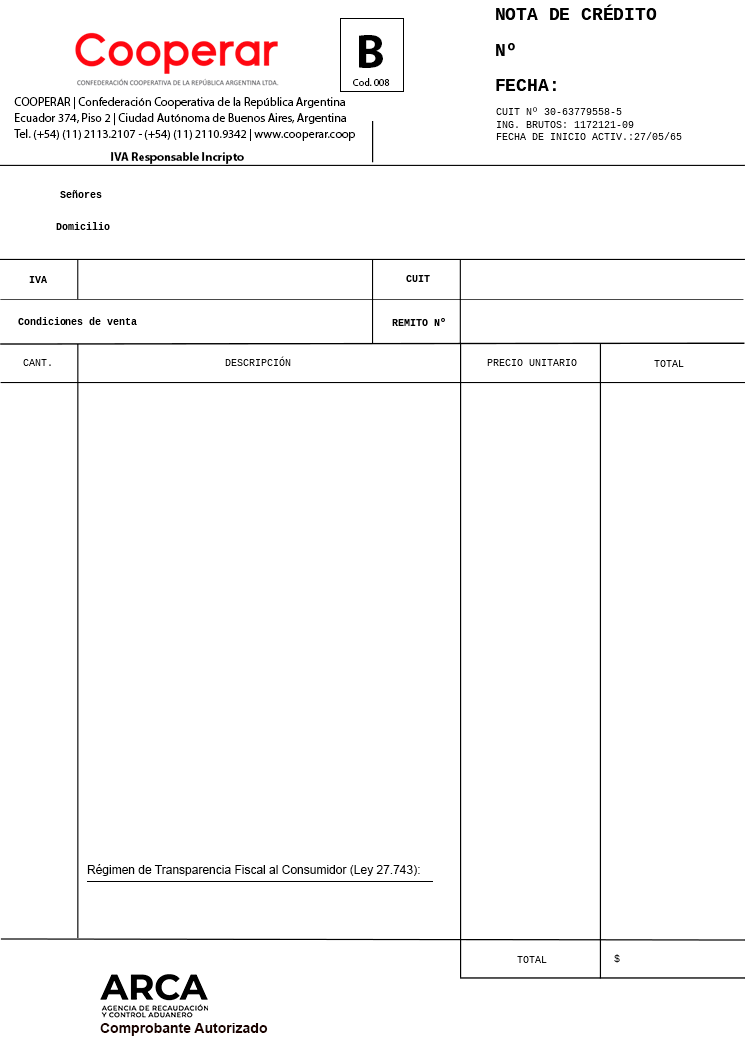 Cooperar
CONFEDERACIÓN COOPERATIVA DE LA REPÚBLICA ARGENTINA LTDA.
COOPERAR | Confederación Cooperativa de la República Argentina
Ecuador 374, Piso 2 | Ciudad Autónoma de Buenos Aires, Argentina
Tel. (+54) (11) 2113.2107 - (+54) (11) 2110.9342 | www.cooperar.coop
IVA Responsable Incripto
B
Cod. 008
NOTA DE CRÉDITO
Nº
FECHA:
CUIT Nº 30-63779558-5
ING. BRUTOS: 1172121-09
FECHA DE INICIO ACTIV.:27/05/65
Señores
Domicilio
IVA
CUIT
Condiciones de venta
REMITO Nº
CANT.
DESCRIPCIÓN
PRECIO UNITARIO
TOTAL
Régimen de Transparencia Fiscal al Consumidor (Ley 27.743):
TOTAL
$
ARCA
AGENCIA DE RECAUDACIÓN
Y CONTROL ADUANERO
Comprobante Autorizado